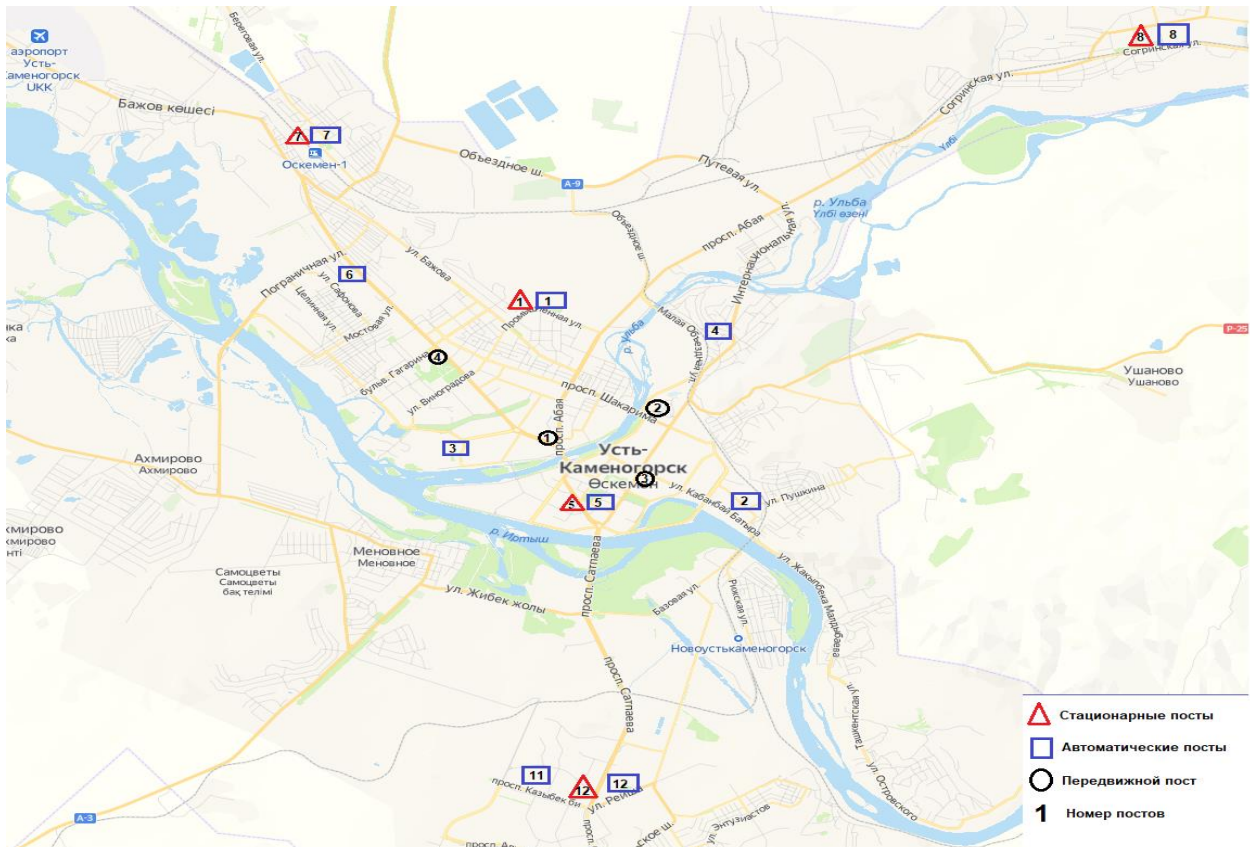 аэропорт
Усть-
Каменогорск
UKK
Береговая ул.
Бажов көшесі
7
7
Оскемен-1
Объездное ш.
A-9
Путевая ул.
8
8
Согринская ул.
Согринская ул.
Үлбі
р. Ульба
Үлбі өзені
просп. Абая
Интернациональная ул.
Объездное ш.
ул. Бажова
Пограничная ул.
6
ул. Сафонова
Целинная ул.
Мостовая ул.
1
1
Промышленная ул.
р. Ульба
Малая Объездная ул.
4
P-25
Ушаново
Ушаново
4
бульв. Гагарина
ул. Виноградова
просп. Шакарима
2
просп. Абая
1
3
Усть-
Каменогорск
Өскемен
3
ул. Кабанбай Батыра
2
ул. Пушкина
5
5
Ахмирово
Ахмирово
р. Иртыш
Меновное
Меновное
Самоцветы
Самоцветы
бақ телімі
ул. Жибек жолы
просп. Сатпаева
Базовая ул.
Рижская ул.
ул. Жакыпбека Малдыбаева
Новоустькаменогорск
просп. Сатпаева
Ташкентская ул.
ул. Островского
11
просп. Казыбек би
12
12
A-3
Энтузиастов
Стационарные посты
Автоматические посты
Передвижной пост
1 Номер постов